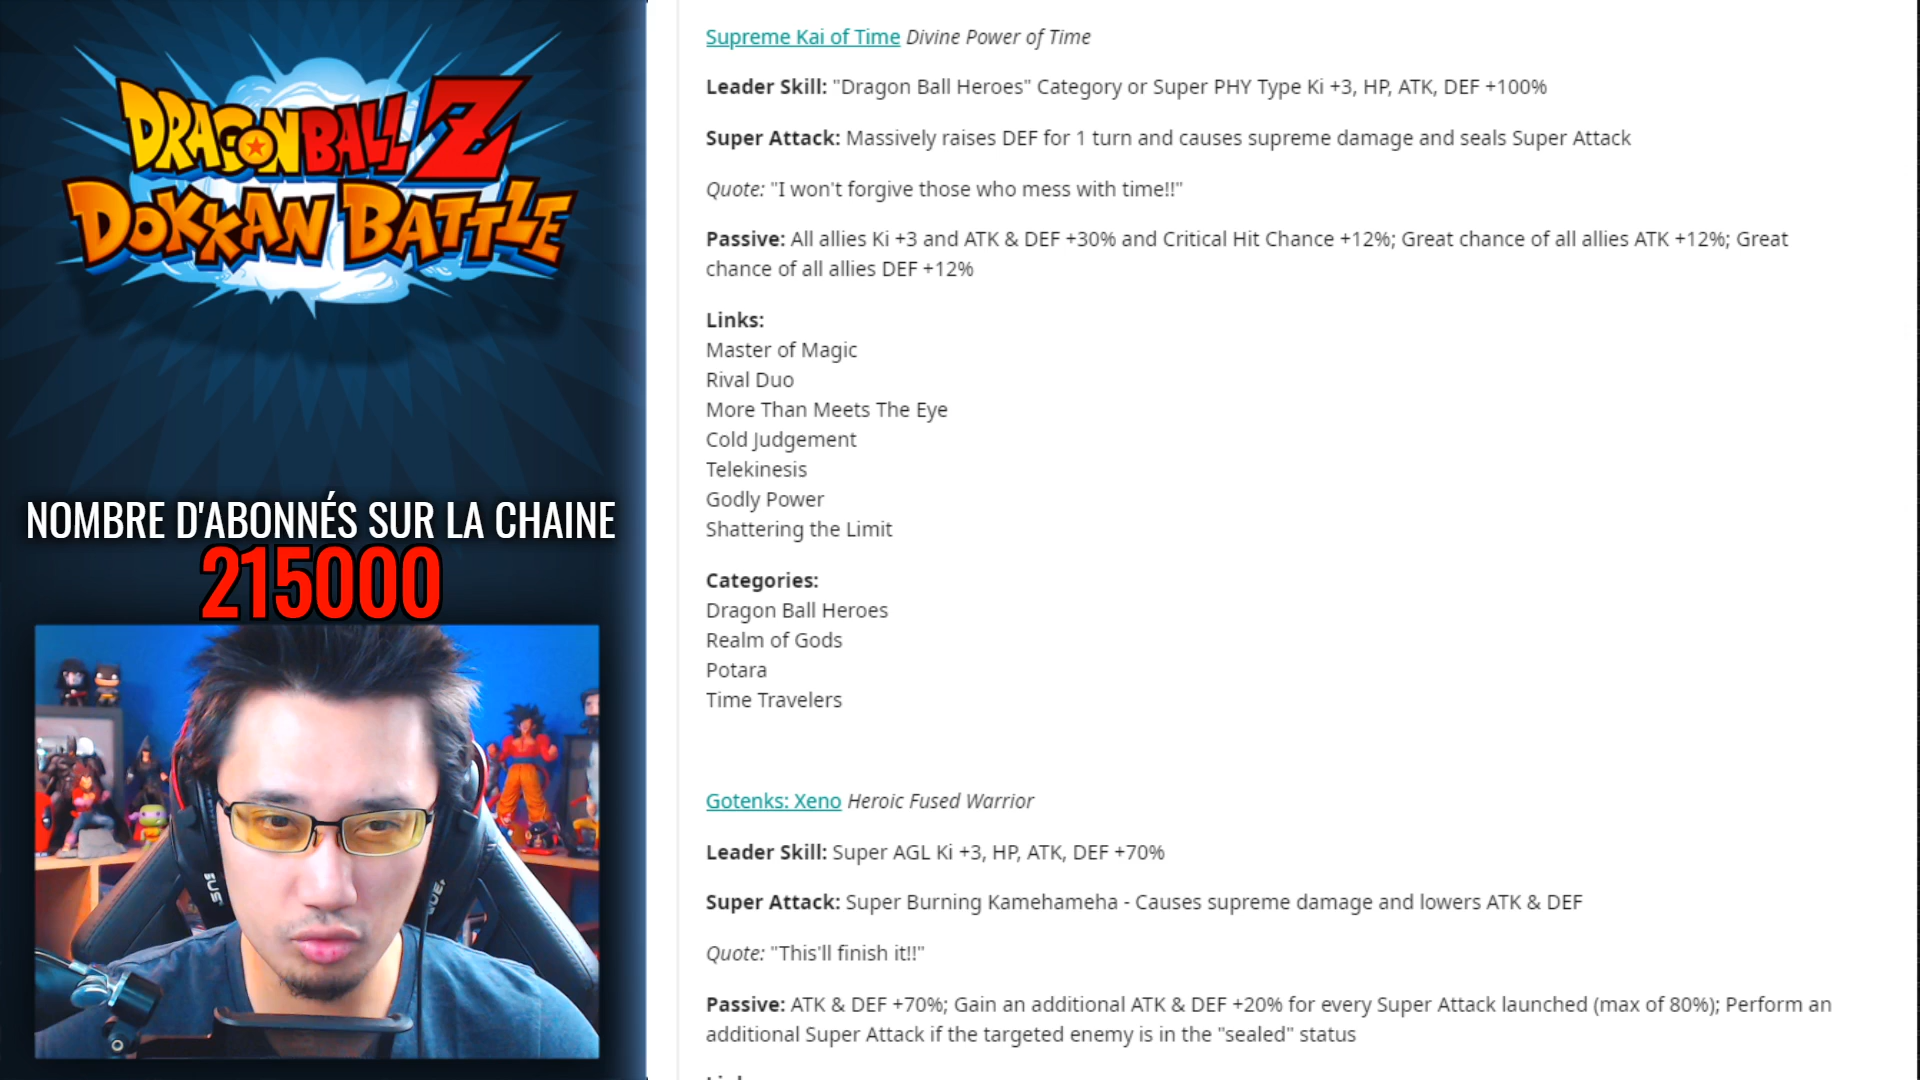 DRAGON BALL Z
DOKKAN BATTLE
NOMBRE D'ABONNÉS SUR LA CHAINE
215000
Supreme Kai of Time Divine Power of Time
Leader Skill: "Dragon Ball Heroes" Category or Super PHY Type Ki +3, HP, ATK, DEF +100%
Super Attack: Massively raises DEF for 1 turn and causes supreme damage and seals Super Attack
Quote: "I won't forgive those who mess with time!!"
Passive: All allies Ki +3 and ATK & DEF +30% and Critical Hit Chance +12%; Great chance of all allies ATK +12%; Great
chance of all allies DEF +12%
Links:
Master of Magic
Rival Duo
More Than Meets The Eye
Cold Judgement
Telekinesis
Godly Power
Shattering the Limit
Categories:
Dragon Ball Heroes
Realm of Gods
Potara
Time Travelers
Gotenks: Xeno Heroic Fused Warrior
Leader Skill: Super AGL Ki +3, HP, ATK, DEF +70%
Super Attack: Super Burning Kamehameha - Causes supreme damage and lowers ATK & DEF
Quote: "This'll finish it!!"
Passive: ATK & DEF +70%; Gain an additional ATK & DEF +20% for every Super Attack launched (max of 80%); Perform an
additional Super Attack if the targeted enemy is in the "sealed" status